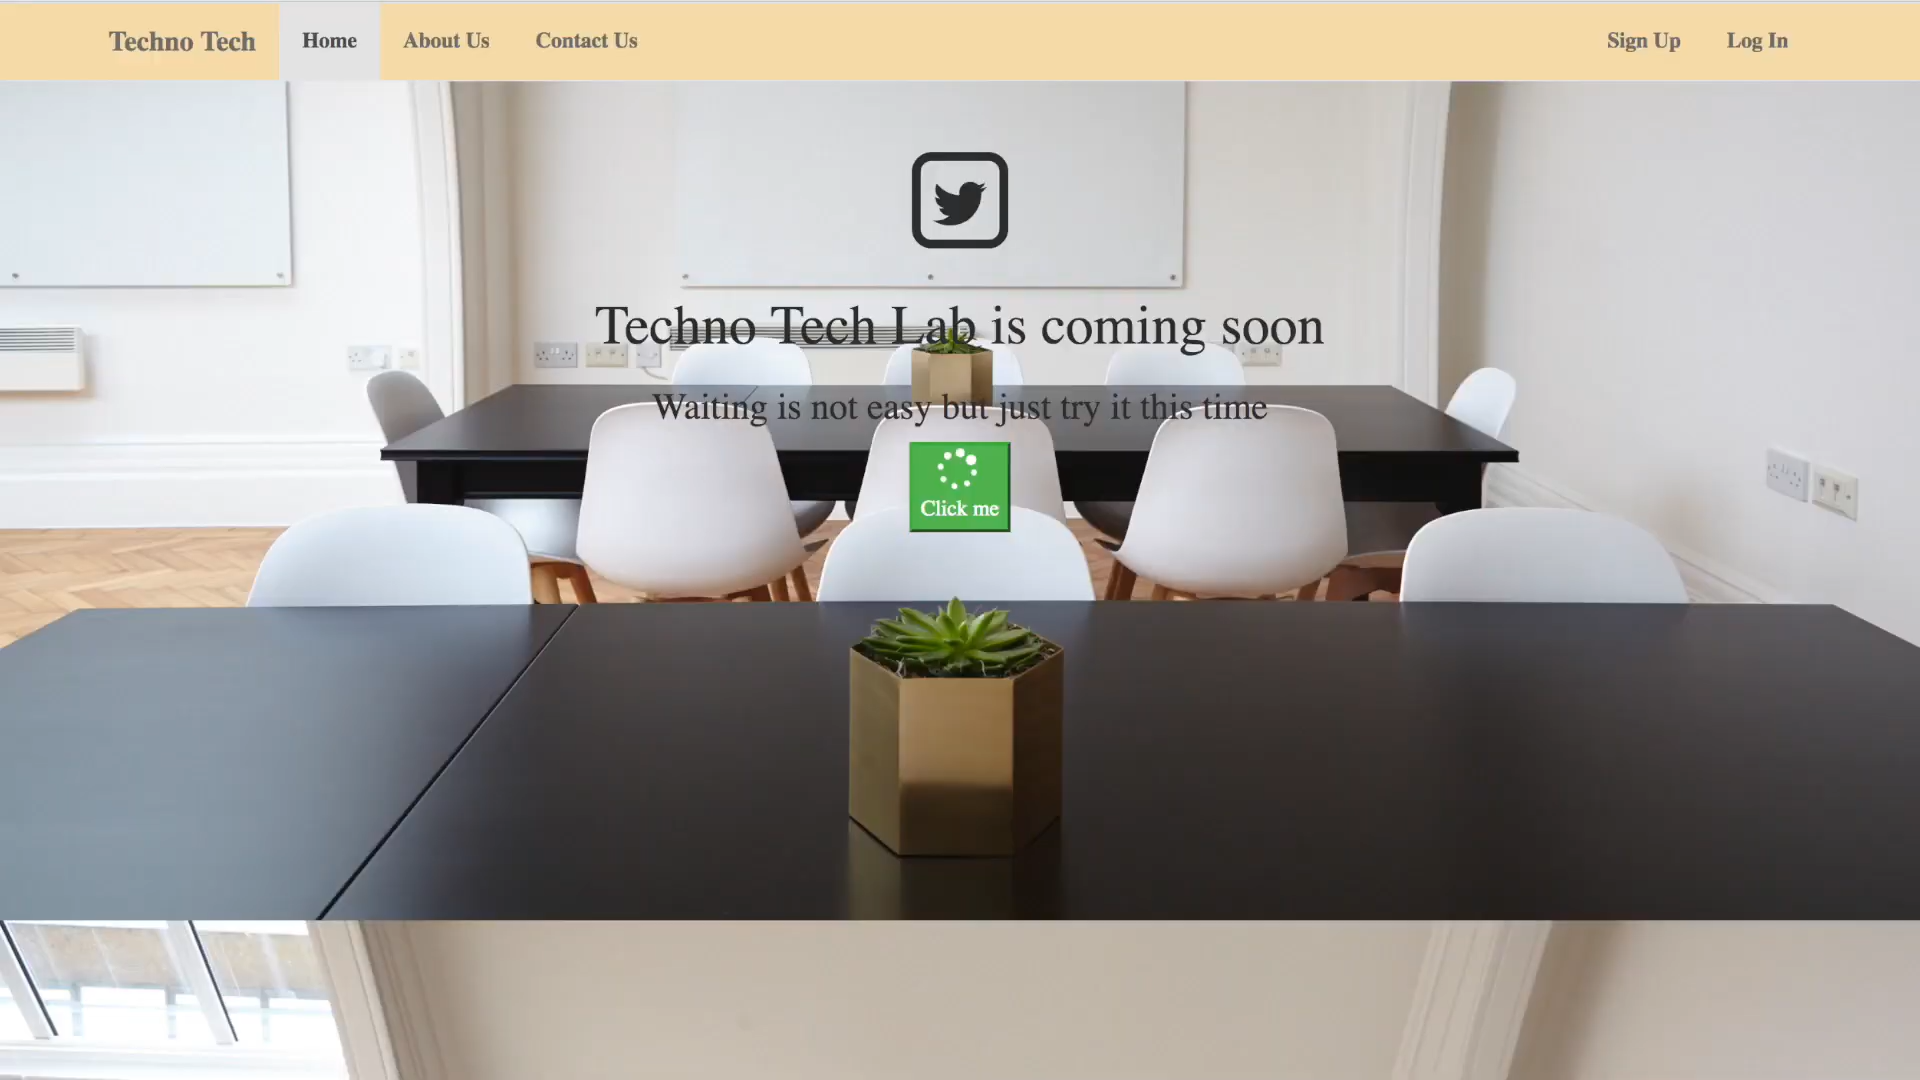 Techno Tech
Home
About Us
Contact Us
Sign Up
Log In
Techno Tech Lab is coming soon
Waiting is not easy but just try it this time
Click me